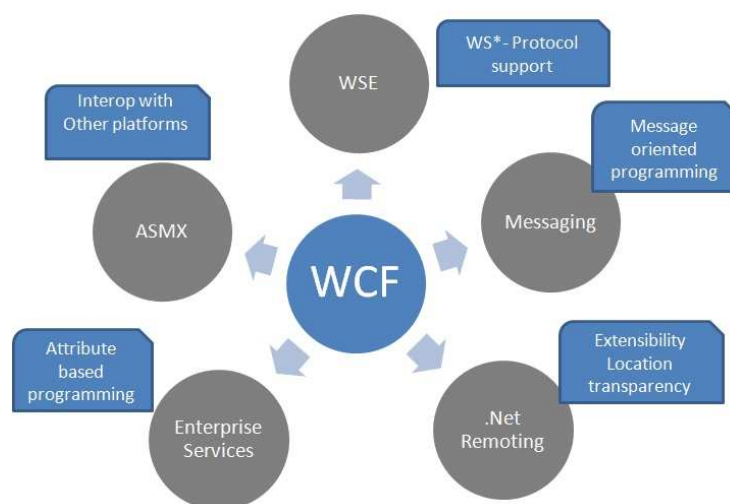 WS*- Protocol
support
WSE
Interop with
Other platforms
Message
oriented
programming
ASMX
Messaging
WCF
Attribute
based
programming
Extensibility
Location
transparency
Enterprise
Services
.Net
Remoting